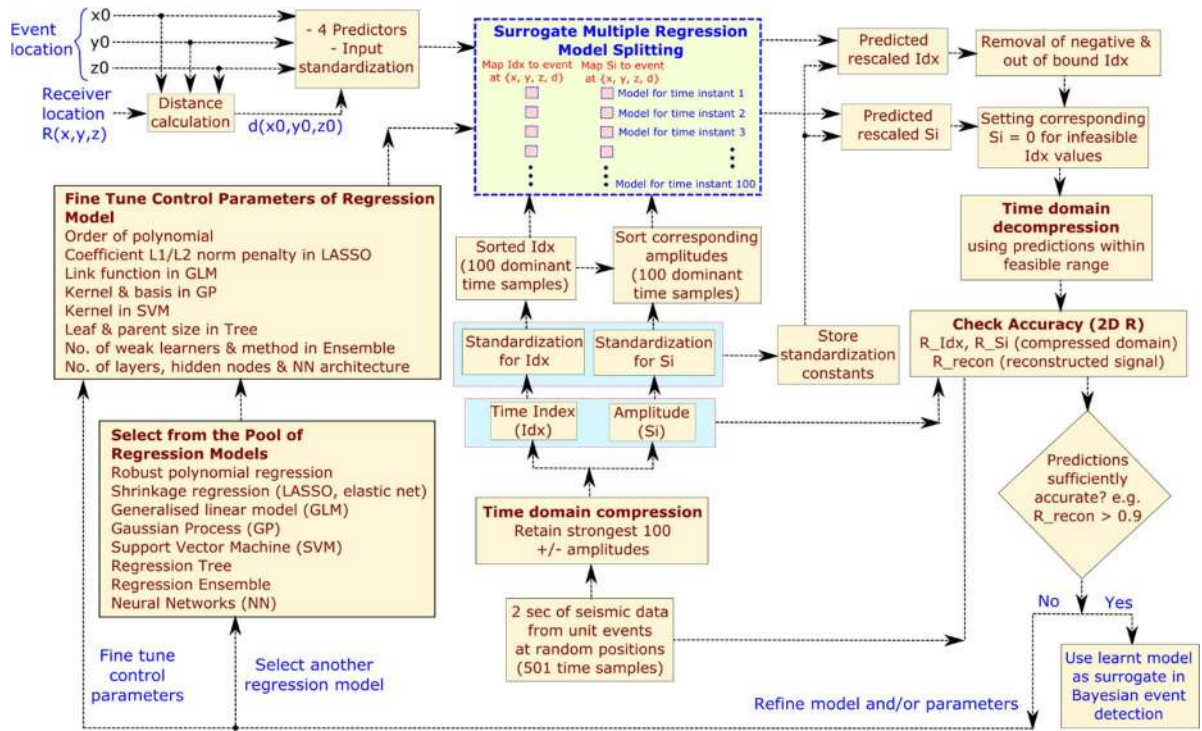 Event
location
x0
y0
z0
Receiver
location
R(x,y,z)
Distance
calculation
d(x0,y0,z0)
- 4 Predictors
- Input
standardization
Surrogate Multiple Regression
Model Splitting
Map Idx to event
at {x, y, z, d}
Map Si to event
at {x, y, z, d}
Model for time instant 1
Model for time instant 2
Model for time instant 3
Model for time instant 100
Predicted
rescaled Idx
Predicted
rescaled Si
Removal of negative &
out of bound Idx
Setting corresponding
Si = 0 for infeasible
Idx values
Time domain
decompression
using predictions within
feasible range
Fine Tune Control Parameters of Regression
Model
Order of polynomial
Coefficient L1/L2 norm penalty in LASSO
Link function in GLM
Kernel & basis in GP
Kernel in SVM
Leaf & parent size in Tree
No. of weak learners & method in Ensemble
No. of layers, hidden nodes & NN architecture
Sorted Idx
(100 dominant
time samples)
Sort corresponding
amplitudes
(100 dominant
time samples)
Standardization
for Idx
Standardization
for Si
Store
standardization
constants
Check Accuracy (2D R)
R_Idx, R_Si (compressed domain)
R_recon (reconstructed signal)
Time Index
(Idx)
Amplitude
(Si)
Select from the Pool of
Regression Models
Robust polynomial regression
Shrinkage regression (LASSO, elastic net)
Generalised linear model (GLM)
Gaussian Process (GP)
Support Vector Machine (SVM)
Regression Tree
Regression Ensemble
Neural Networks (NN)
Time domain compression
Retain strongest 100
+/- amplitudes
2 sec of seismic data
from unit events
at random positions
(501 time samples)
Predictions
sufficiently
accurate? e.g.
R_recon > 0.9
No
Yes
Fine tune
control
parameters
Select another
regression model
Refine model and/or parameters
Use learnt model
as surrogate in
Bayesian event
detection